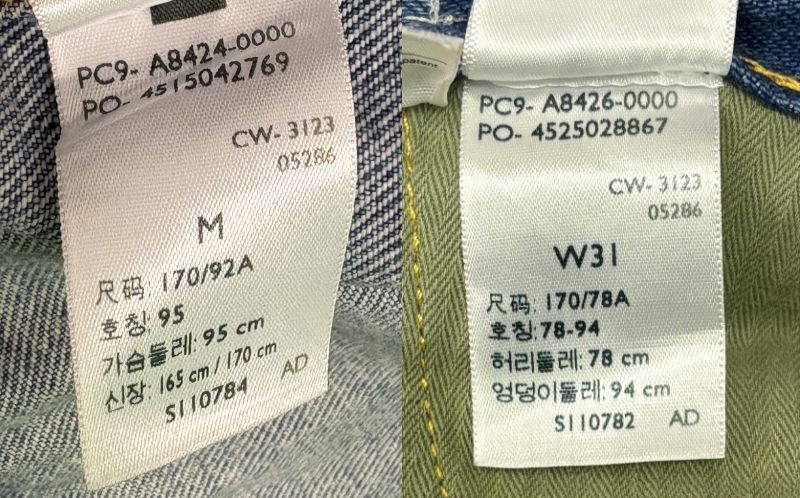 PC9- A8424-0000
PO- 4515042769
CW- 3123
05286
M
尺码: 170/92A
호칭: 95
가슴둘레: 95 cm
신장: 165 cm / 170 cm
AD
S110784
patent
PC9- A8426-0000
PO- 4525028867
CW- 3123
05286
W31
尺码: 170/78A
호칭: 78-94
허리둘레: 78 cm
엉덩이둘레: 94 cm
S110782 AD